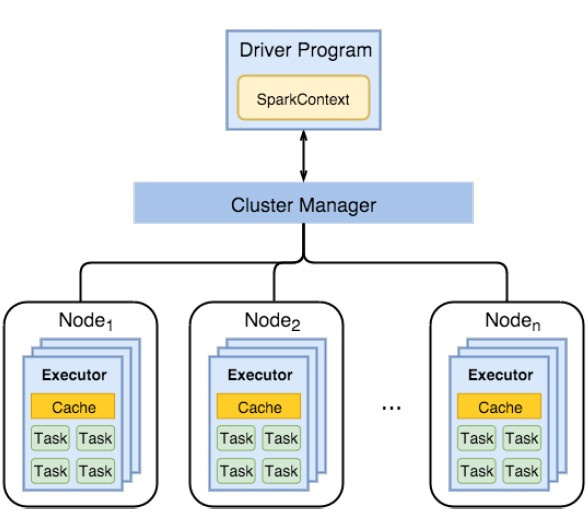 Driver Program
SparkContext
Cluster Manager
Node1
Executor
Cache
Task Task
Task Task
Node2
Executor
Cache
Task Task
Task Task
...
Noden
Executor
Cache
Task Task
Task Task